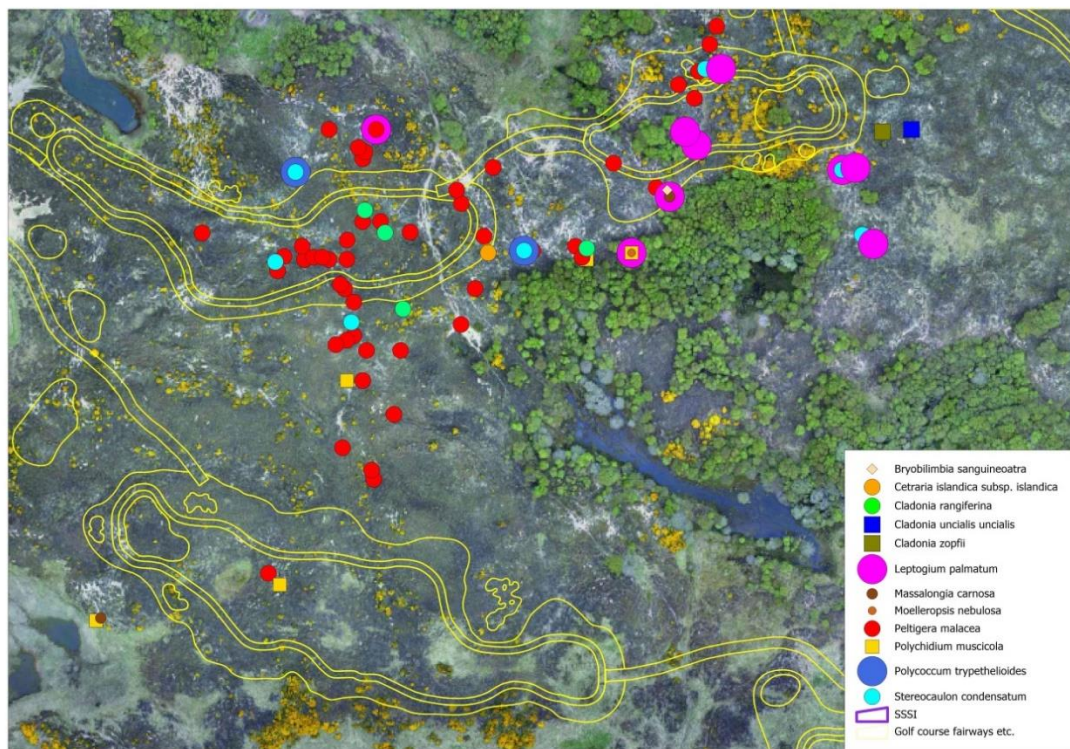 Bryobilimbia sanguineoatra
Cetraria islandica subsp. islandica
Cladonia rangiferina
Cladonia uncialis uncialis
Cladonia zopfii
Leptogium palmatum
Massalongia carnosa
Moelleropsis nebulosa
Peltigera malacea
Polychidium muscicola
Polycoccum trypethelioides
Stereocaulon condensatum
SSSI
Golf course fairways etc.